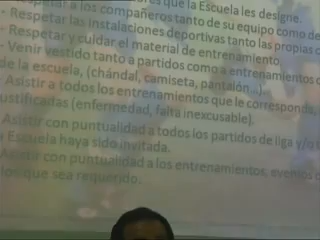 que la Escuela les designe.
a los compañeros tanto de su equipo como de
- Respetar las instalaciones deportivas tanto las propias c
- Respetar y cuidar el material de entrenamiento.
- Venir vestido tanto a partidos como a entrenamientos c
de la escuela, (chándal, camiseta, pantalón...)
- Asistir a todos los entrenamientos que le corresponda,
ustificadas (enfermedad, falta inexcusable).
Asistir con puntualidad a todos los partidos de liga y/o
Escuela haya sido invitada.
Asistir con puntualidad a los entrenamientos, eventos
los que sea requerido.